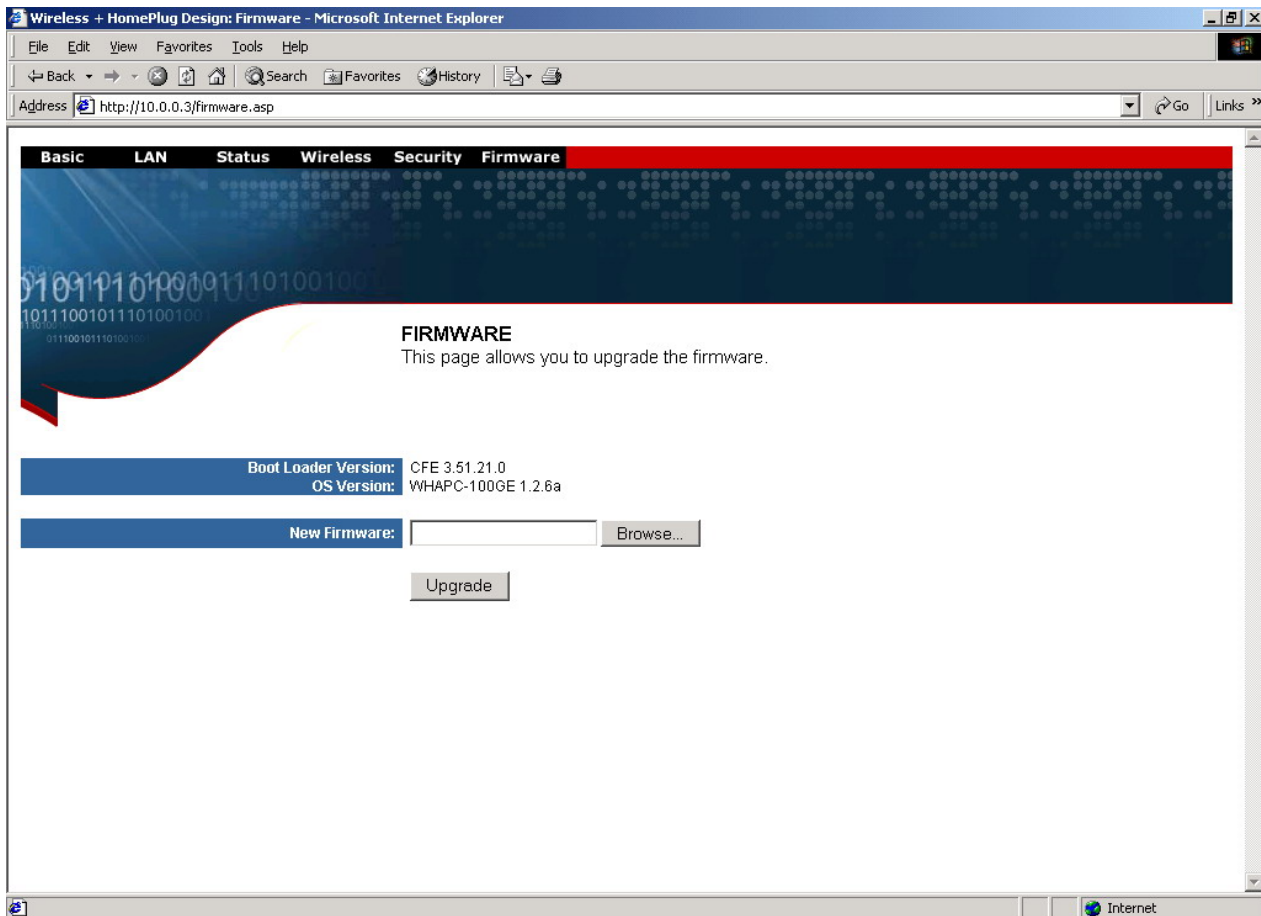 Wireless + HomePlug Design: Firmware - Microsoft Internet Explorer
File Edit View Favorites Tools Help
Back Search Favorites History
Address http://10.0.0.3/firmware.asp Go Links »
Basic LAN Status Wireless Security Firmware
FIRMWARE
This page allows you to upgrade the firmware.
Boot Loader Version: CFE 3.51.21.0
OS Version: WHAPC-100GE 1.2.6a
New Firmware: Browse...
Upgrade
Internet